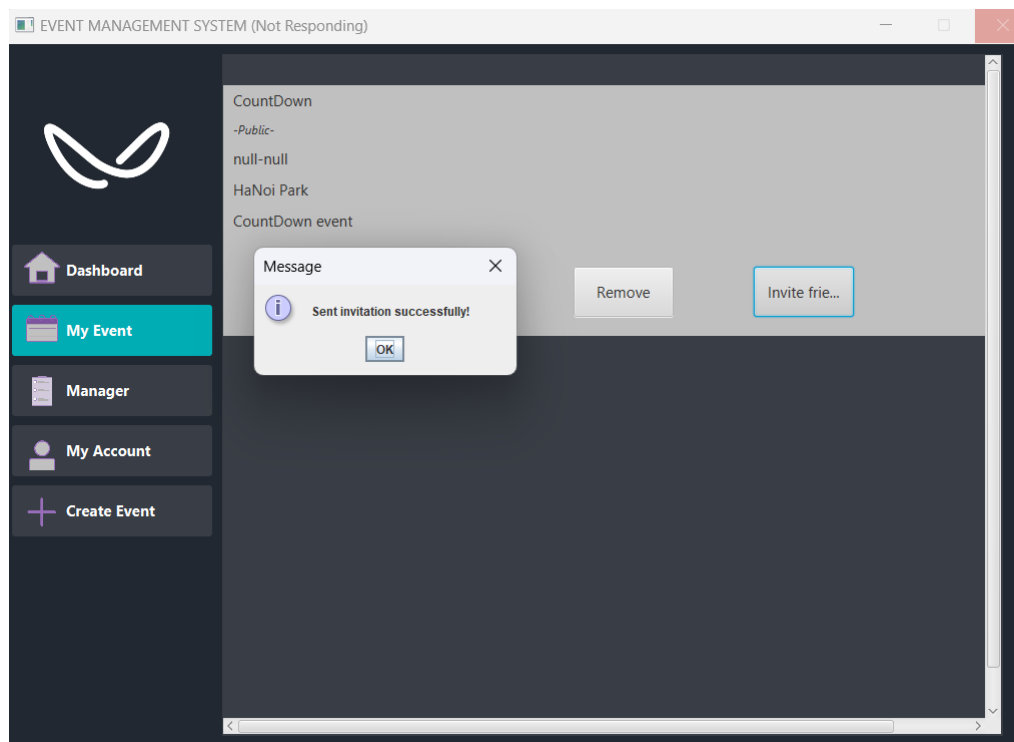 EVENT MANAGEMENT SYSTEM (Not Responding)
CountDown
-Public-
null-null
HaNoi Park
CountDown event
Message
Sent invitation successfully!
OK
Remove
Invite frie...
Dashboard
My Event
Manager
My Account
Create Event